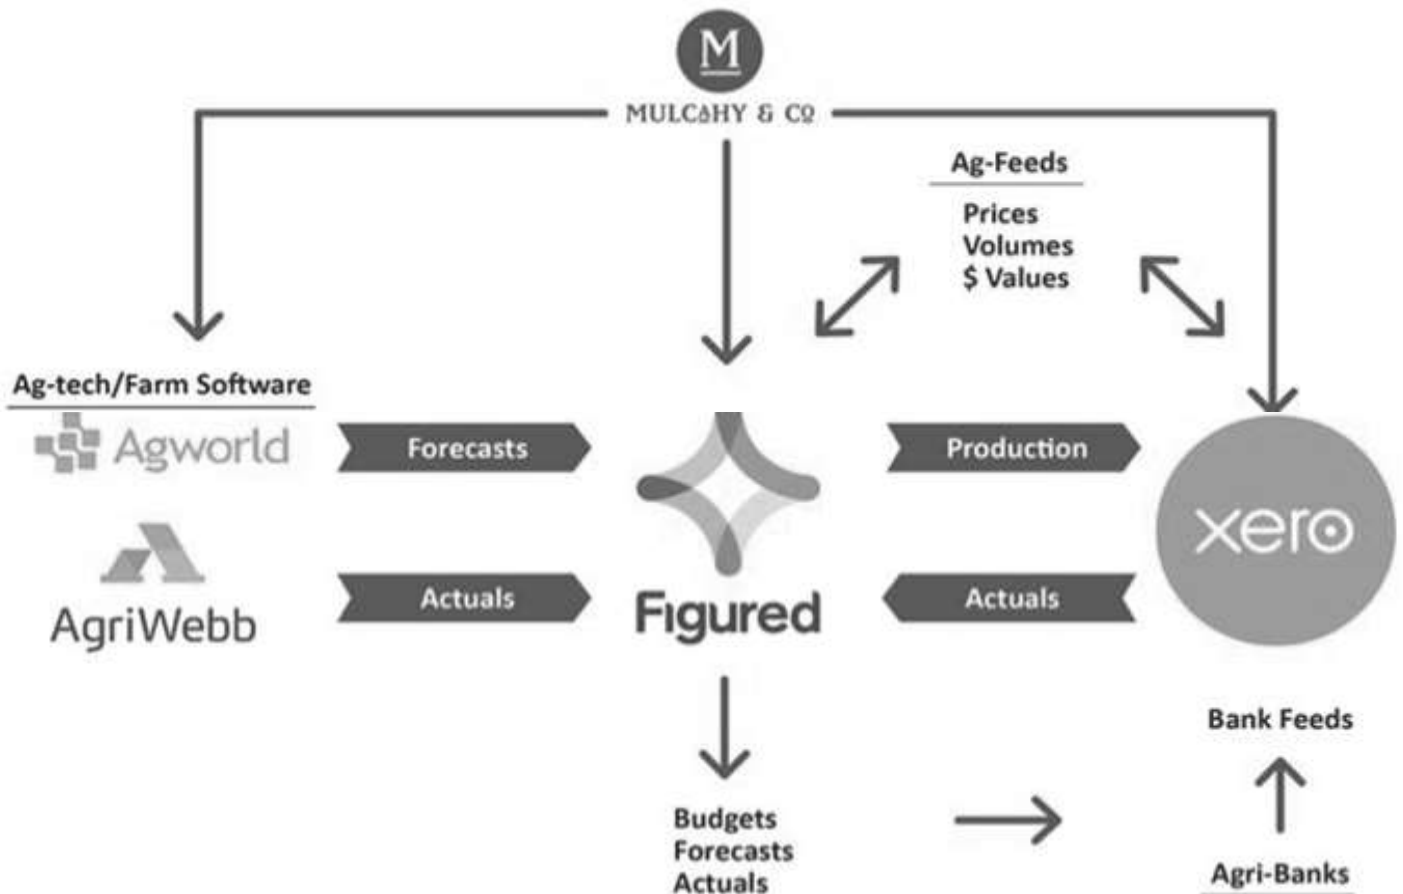 M
MULCAHY & CO
Ag-Feeds
Prices
Volumes
$ Values
Ag-tech/Farm Software
Agworld
Forecasts
Production
xero
AgriWebb
Actuals
Figured
Actuals
Bank Feeds
Budgets
Forecasts
Actuals
Agri-Banks